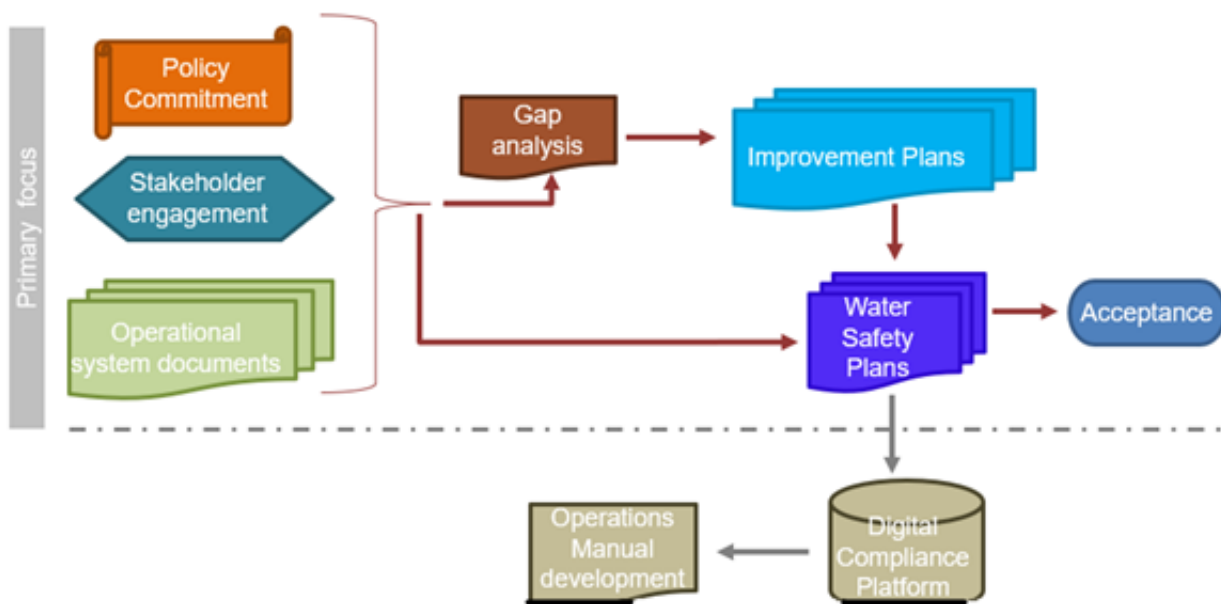 Primary focus
Policy
Commitment
Stakeholder
engagement
Operational
system documents
Gap
analysis
Improvement Plans
Water
Safety
Plans
Acceptance
Operations
Manual
development
Digital
Compliance
Platform